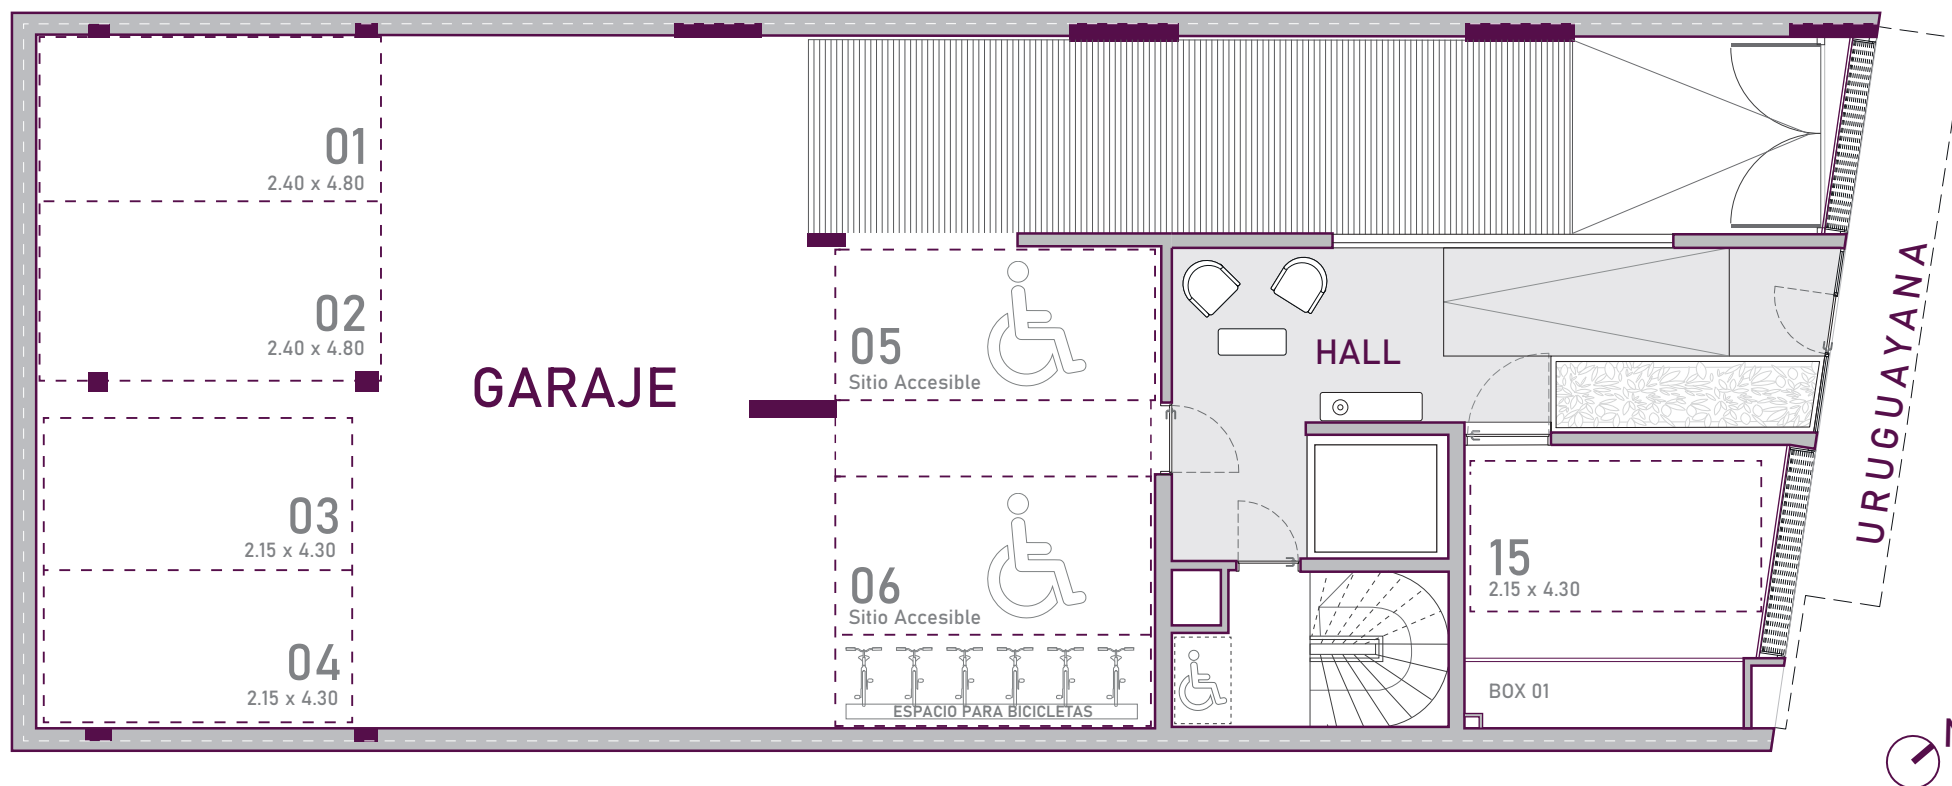 01
2.40 x 4.80
02
2.40 x 4.80
GARAJE
03
2.15 x 4.30
04
2.15 x 4.30
05
Sitio Accesible
06
Sitio Accesible
ESPACIO PARA BICICLETAS
HALL
15
2.15 x 4.30
BOX 01
URUGUAYANA
N